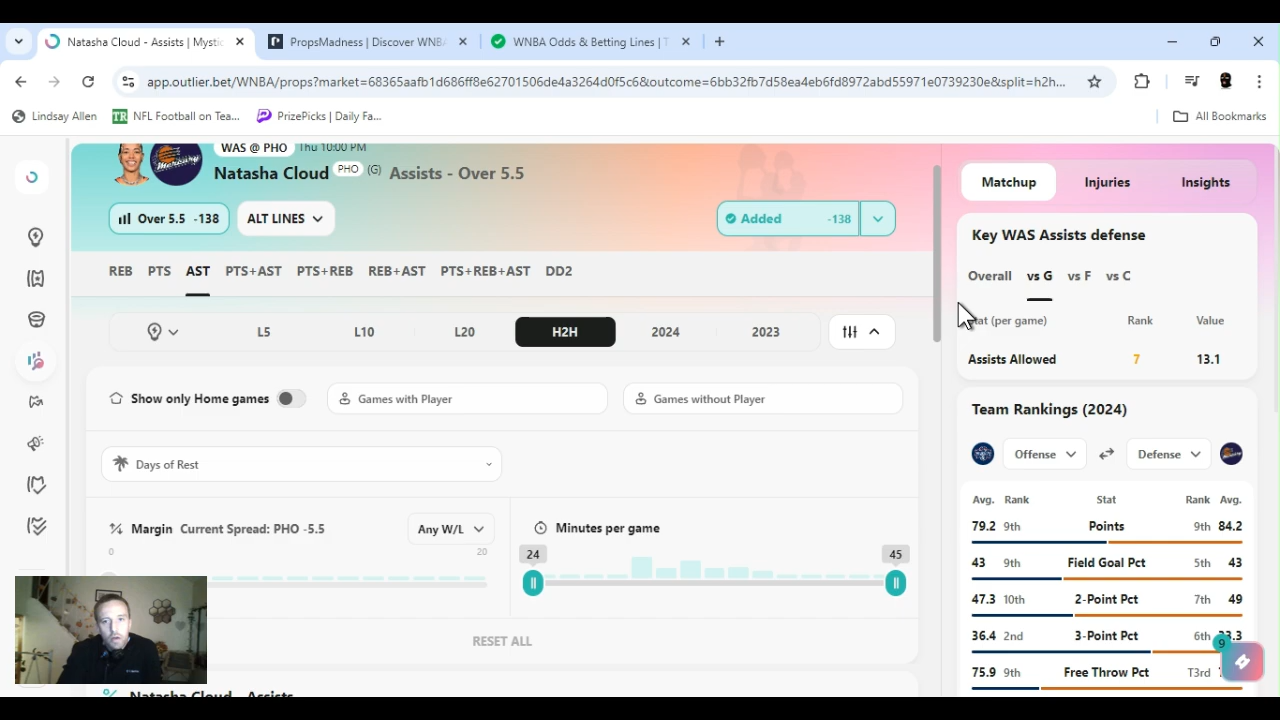 Natasha Cloud - Assists | Mystic
PropsMadness | Discover WNBA
WNBA Odds & Betting Lines | T
app.outlier.bet/WNBA/props?market=68365aafb1d686ff8e62701506de4a3264d0f5c6&outcome=6bb32fb7d58ea4eb6fd8972abd55971e0739230e&split=h2h...
Lindsay Allen
TR NFL Football on Tea...
PrizePicks | Daily Fa...
All Bookmarks
WAS @ PHO Thu 10:00 PM
Natasha Cloud PHO (G) Assists - Over 5.5
Over 5.5 -138
ALT LINES
Added -138
REB PTS AST PTS+AST PTS+REB REB+AST PTS+REB+AST DD2
L5 L10 L20 H2H 2024 2023
Show only Home games
Games with Player
Games without Player
Days of Rest
Margin Current Spread: PHO -5.5
Any W/L
0 20
Minutes per game
24 45
RESET ALL
Natasha Cloud - Assists
Matchup Injuries Insights
Key WAS Assists defense
Overall vs G vs F vs C
(per game) Rank Value
Assists Allowed 7 13.1
Team Rankings (2024)
Offense Defense
Avg. Rank Stat Rank Avg.
79.2 9th Points 9th 84.2
43 9th Field Goal Pct 5th 43
47.3 10th 2-Point Pct 7th 49
36.4 2nd 3-Point Pct 6th
9
75.9 9th Free Throw Pct T3rd